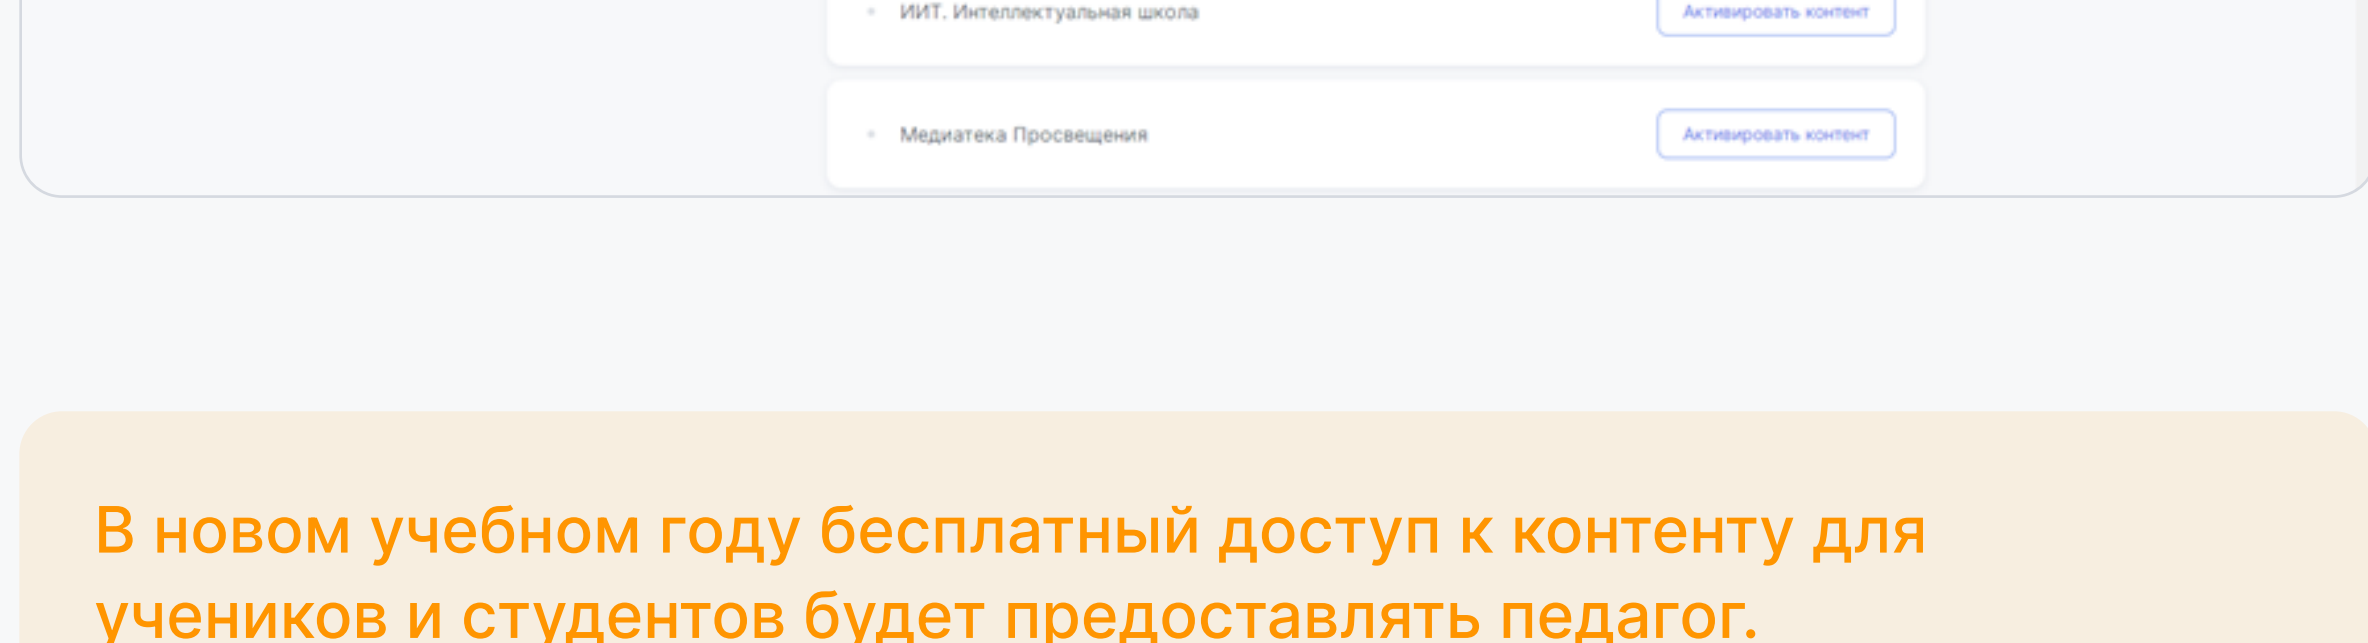 ИИТ. Интеллектуальная школа
Активировать контент
Медиатека Просвещения
Активировать контент
В новом учебном году бесплатный доступ к контенту для
учеников и студентов будет предоставлять педагог.